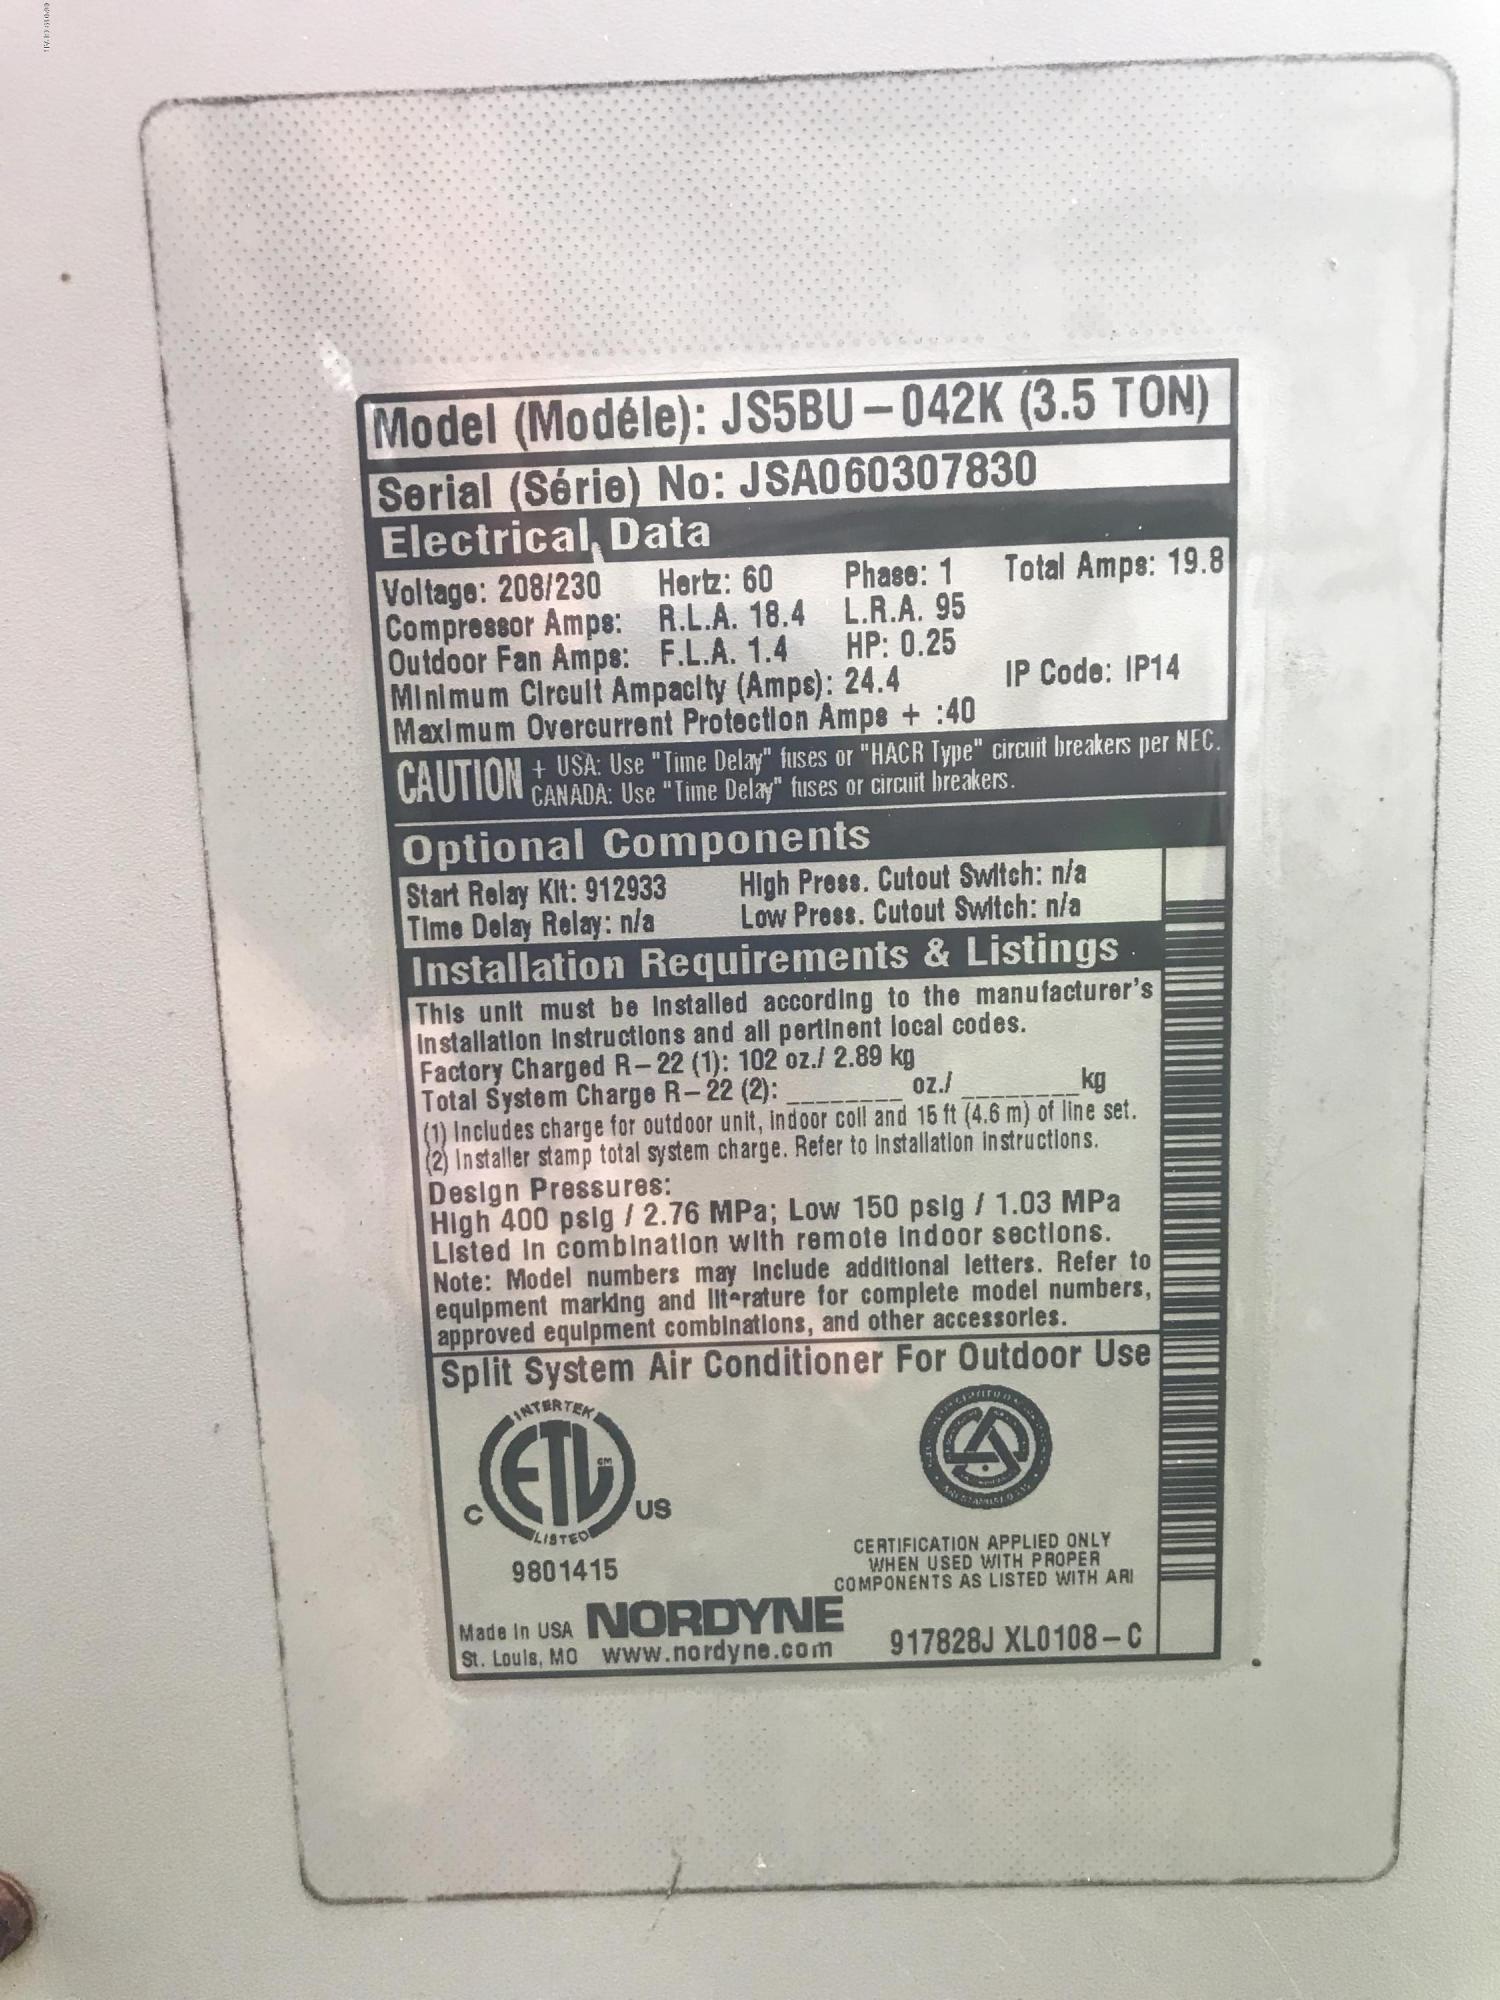 Model (Modéle): JS5BU-042K (3.5 TON)
Serial (Série) No: JSA060307830
Electrical Data
Voltage: 208/230 Hertz: 60 Phase: 1 Total Amps: 19.8
Compressor Amps: R.L.A. 18.4 L.R.A. 95
Outdoor Fan Amps: F.L.A. 1.4 HP: 0.25
Minimum Circuit Ampacity (Amps): 24.4 IP Code: IP14
Maximum Overcurrent Protection Amps + :40
CAUTION + USA: Use "Time Delay" fuses or "HACR Type" circuit breakers per NEC.
CANADA: Use "Time Delay" fuses or circuit breakers.
Optional Components
Start Relay Kit: 912933 High Press. Cutout Switch: n/a
Time Delay Relay: n/a Low Press. Cutout Switch: n/a
Installation Requirements & Listings
This unit must be installed according to the manufacturer's
installation instructions and all pertinent local codes.
Factory Charged R-22 (1): 102 oz./ 2.89 kg
Total System Charge R-22 (2): ________ oz./ ________kg
(1) Includes charge for outdoor unit, indoor coil and 15 ft (4.6 m) of line set.
(2) Installer stamp total system charge. Refer to installation instructions.
Design Pressures:
High 400 psig / 2.76 MPa; Low 150 psig / 1.03 MPa
Listed in combination with remote indoor sections.
Note: Model numbers may include additional letters. Refer to
equipment marking and literature for complete model numbers,
approved equipment combinations, and other accessories.
Split System Air Conditioner For Outdoor Use
INTERTEK
ETL
CM
C US
LISTED
9801415
CERTIFICATION APPLIED ONLY
WHEN USED WITH PROPER
COMPONENTS AS LISTED WITH ARI
Made in USA NORDYNE
St. Louis, MO www.nordyne.com 917828J XL0108-C